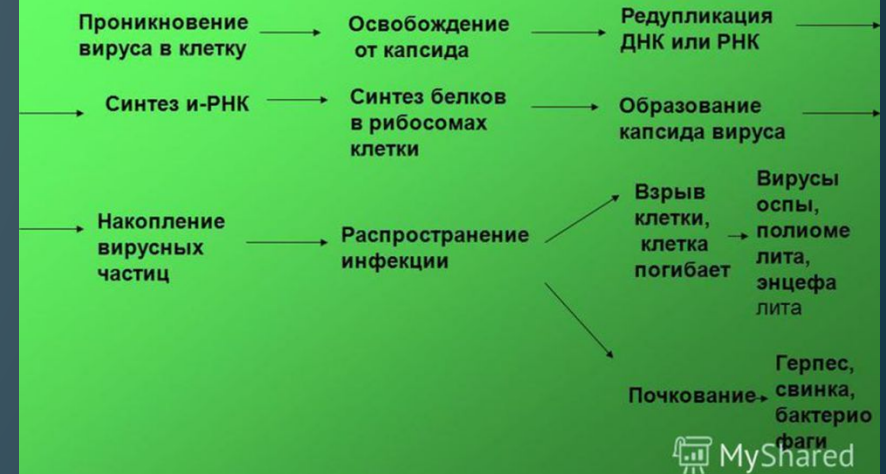 Проникновение
вируса в клетку
Освобождение
от капсида
Редупликация
ДНК или РНК
Синтез и-РНК
Синтез белков
в рибосомах
клетки
Образование
капсида вируса
Накопление
вирусных
частиц
Распространение
инфекции
Взрыв
клетки,
клетка
погибает
Вирусы
оспы,
полиоме
лита,
энцефа
лита
Почкование
Герпес,
свинка,
бактерио
фаги
MyShared